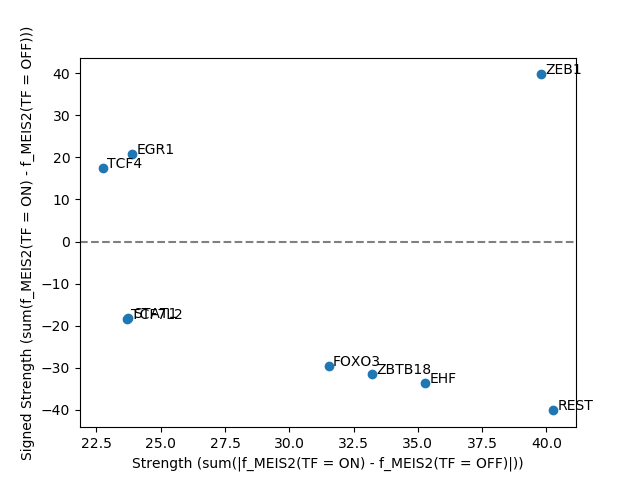 Signed Strength (sum(f_MEIS2(TF = ON) - f_MEIS2(TF = OFF)))
40
30
20
10
0
−10
−20
−30
−40
ZEB1
EGR1
TCF4
STAT1
TCF7L2
FOXO3
ZBTB18
EHF
REST
22.5 25.0 27.5 30.0 32.5 35.0 37.5 40.0
Strength (sum(|f_MEIS2(TF = ON) - f_MEIS2(TF = OFF)|))